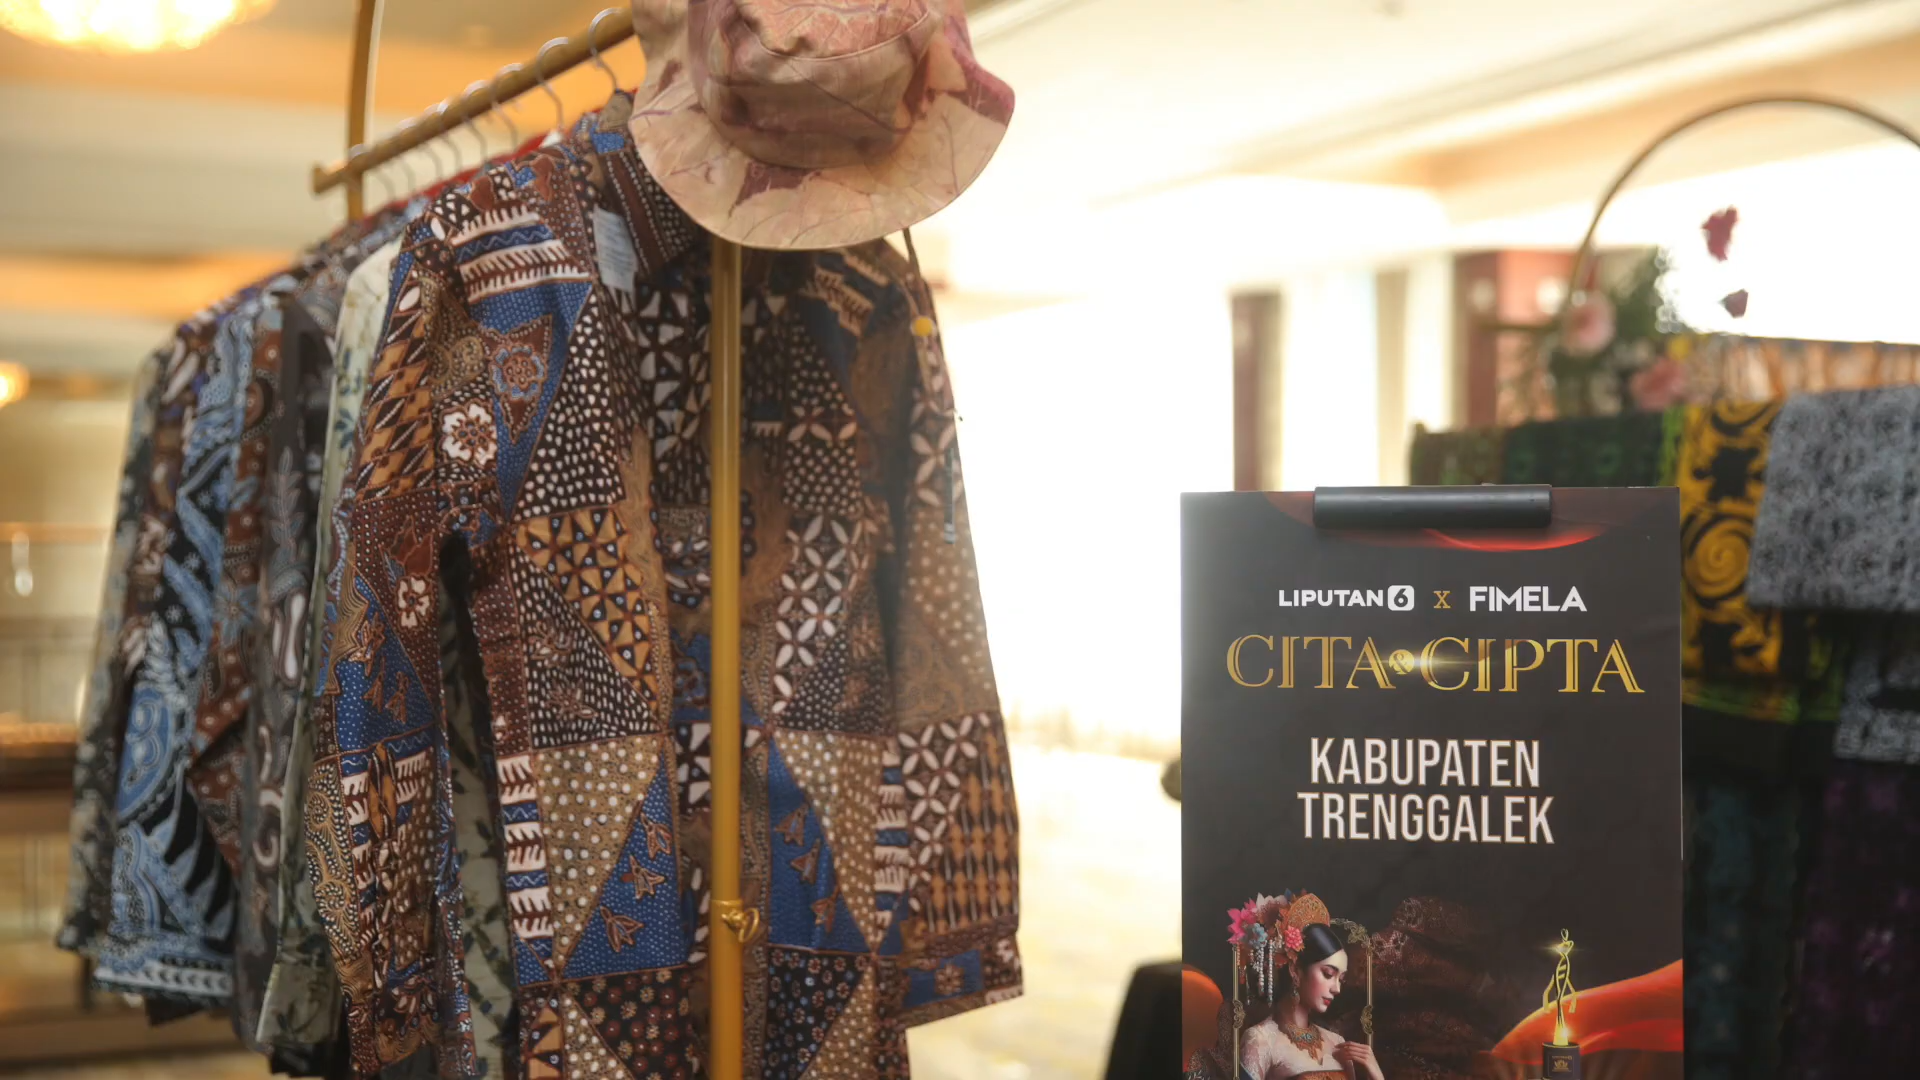 LIPUTAN6 X FIMELA
CITA & CIPTA
KABUPATEN
TRENGGALEK